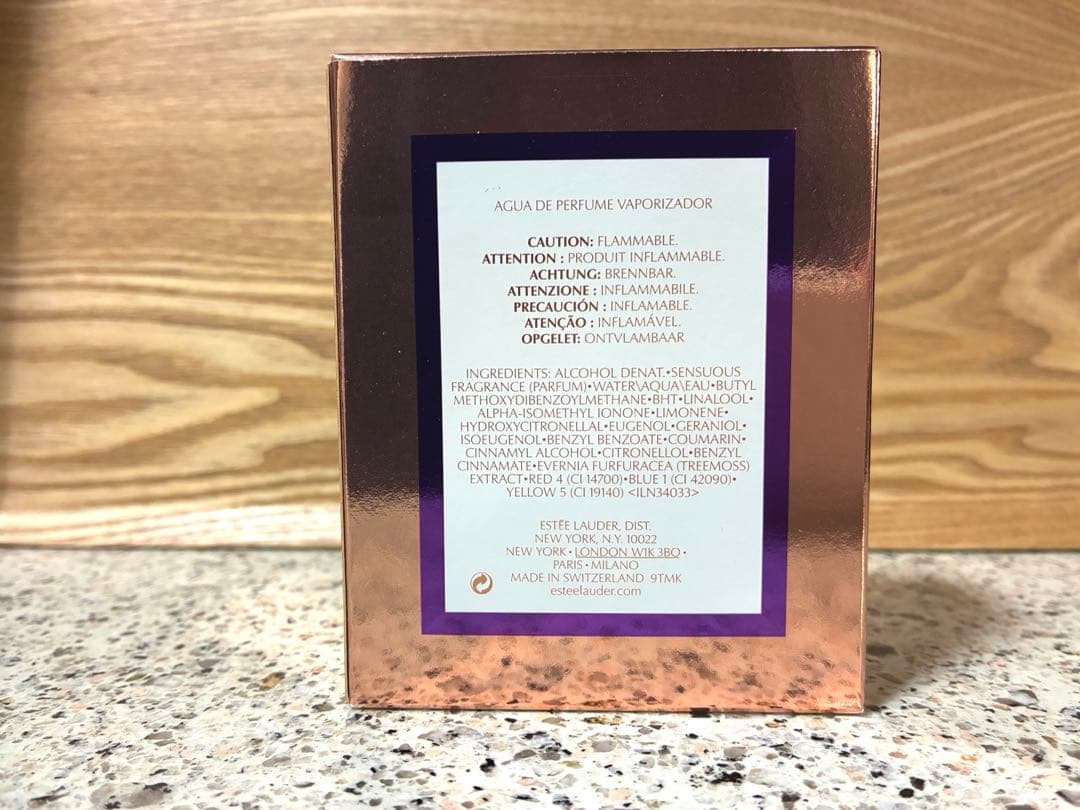 AGUA DE PERFUME VAPORIZADOR
CAUTION: FLAMMABLE.
ATTENTION : PRODUIT INFLAMMABLE.
ACHTUNG: BRENNBAR.
ATTENZIONE : INFLAMMABILE.
PRECAUCIÓN : INFLAMABLE.
ATENÇÃO : INFLAMÁVEL.
OPGELET: ONTVLAMBAAR
INGREDIENTS: ALCOHOL DENAT.•SENSUOUS
FRAGRANCE (PARFUM)•WATER\AQUA\EAU•BUTYL
METHOXYDIBENZOYLMETHANE•BHT•LINALOOL•
ALPHA-ISOMETHYL IONONE•LIMONENE•
HYDROXYCITRONELLAL•EUGENOL•GERANIOL•
ISOEUGENOL•BENZYL BENZOATE•COUMARIN•
CINNAMYL ALCOHOL•CITRONELLOL•BENZYL
CINNAMATE•EVERNIA FURFURACEA (TREEMOSS)
EXTRACT•RED 4 (CI 14700)•BLUE 1 (CI 42090)•
YELLOW 5 (CI 19140) <ILN34033>
ESTĒE LAUDER, DIST.
NEW YORK, N.Y. 10022
NEW YORK • LONDON W1K 3BQ •
PARIS • MILANO
MADE IN SWITZERLAND 9TMK
esteelauder.com